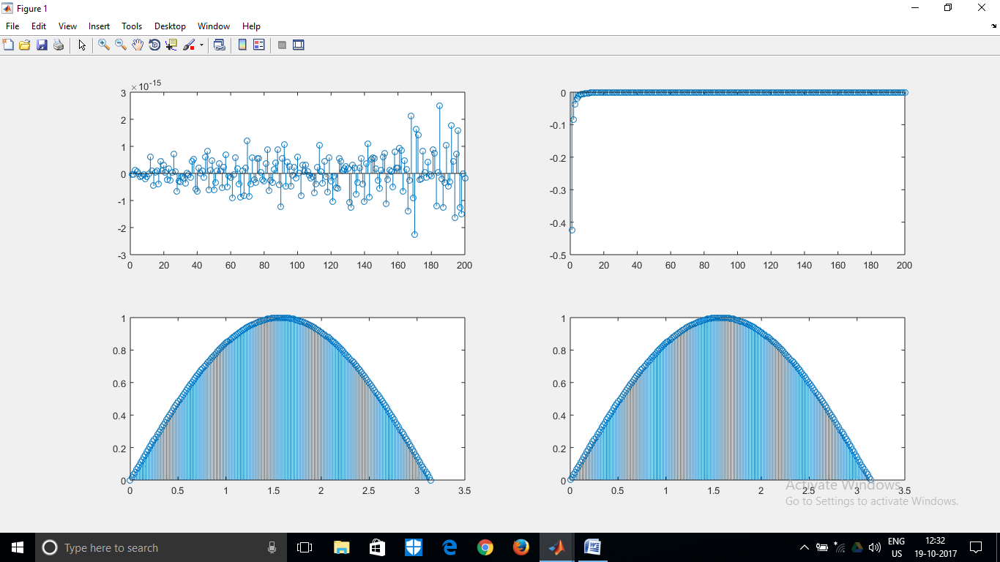 Figure 1
File Edit View Insert Tools Desktop Window Help
×10^-15
3
2
1
0
-1
-2
-3
0 20 40 60 80 100 120 140 160 180 200
0
-0.1
-0.2
-0.3
-0.4
-0.5
0 20 40 60 80 100 120 140 160 180 200
1
0.8
0.6
0.4
0.2
0
0 0.5 1 1.5 2 2.5 3 3.5
1
0.8
0.6
0.4
0.2
0
0 0.5 1 1.5 2 2.5 3 3.5
Activate Windows
Go to Settings to activate Windows.
Type here to search
ENG
US
12:32
19-10-2017